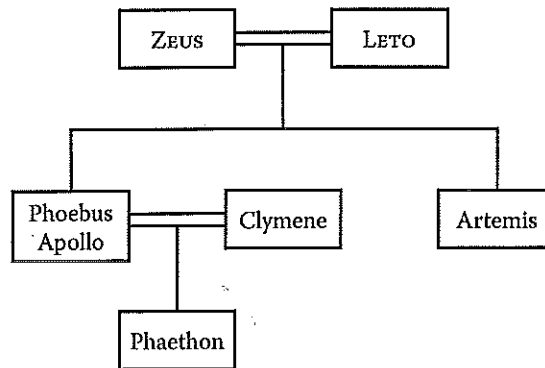 ZEUS
LETO
Phoebus
Apollo
Clymene
Artemis
Phaethon